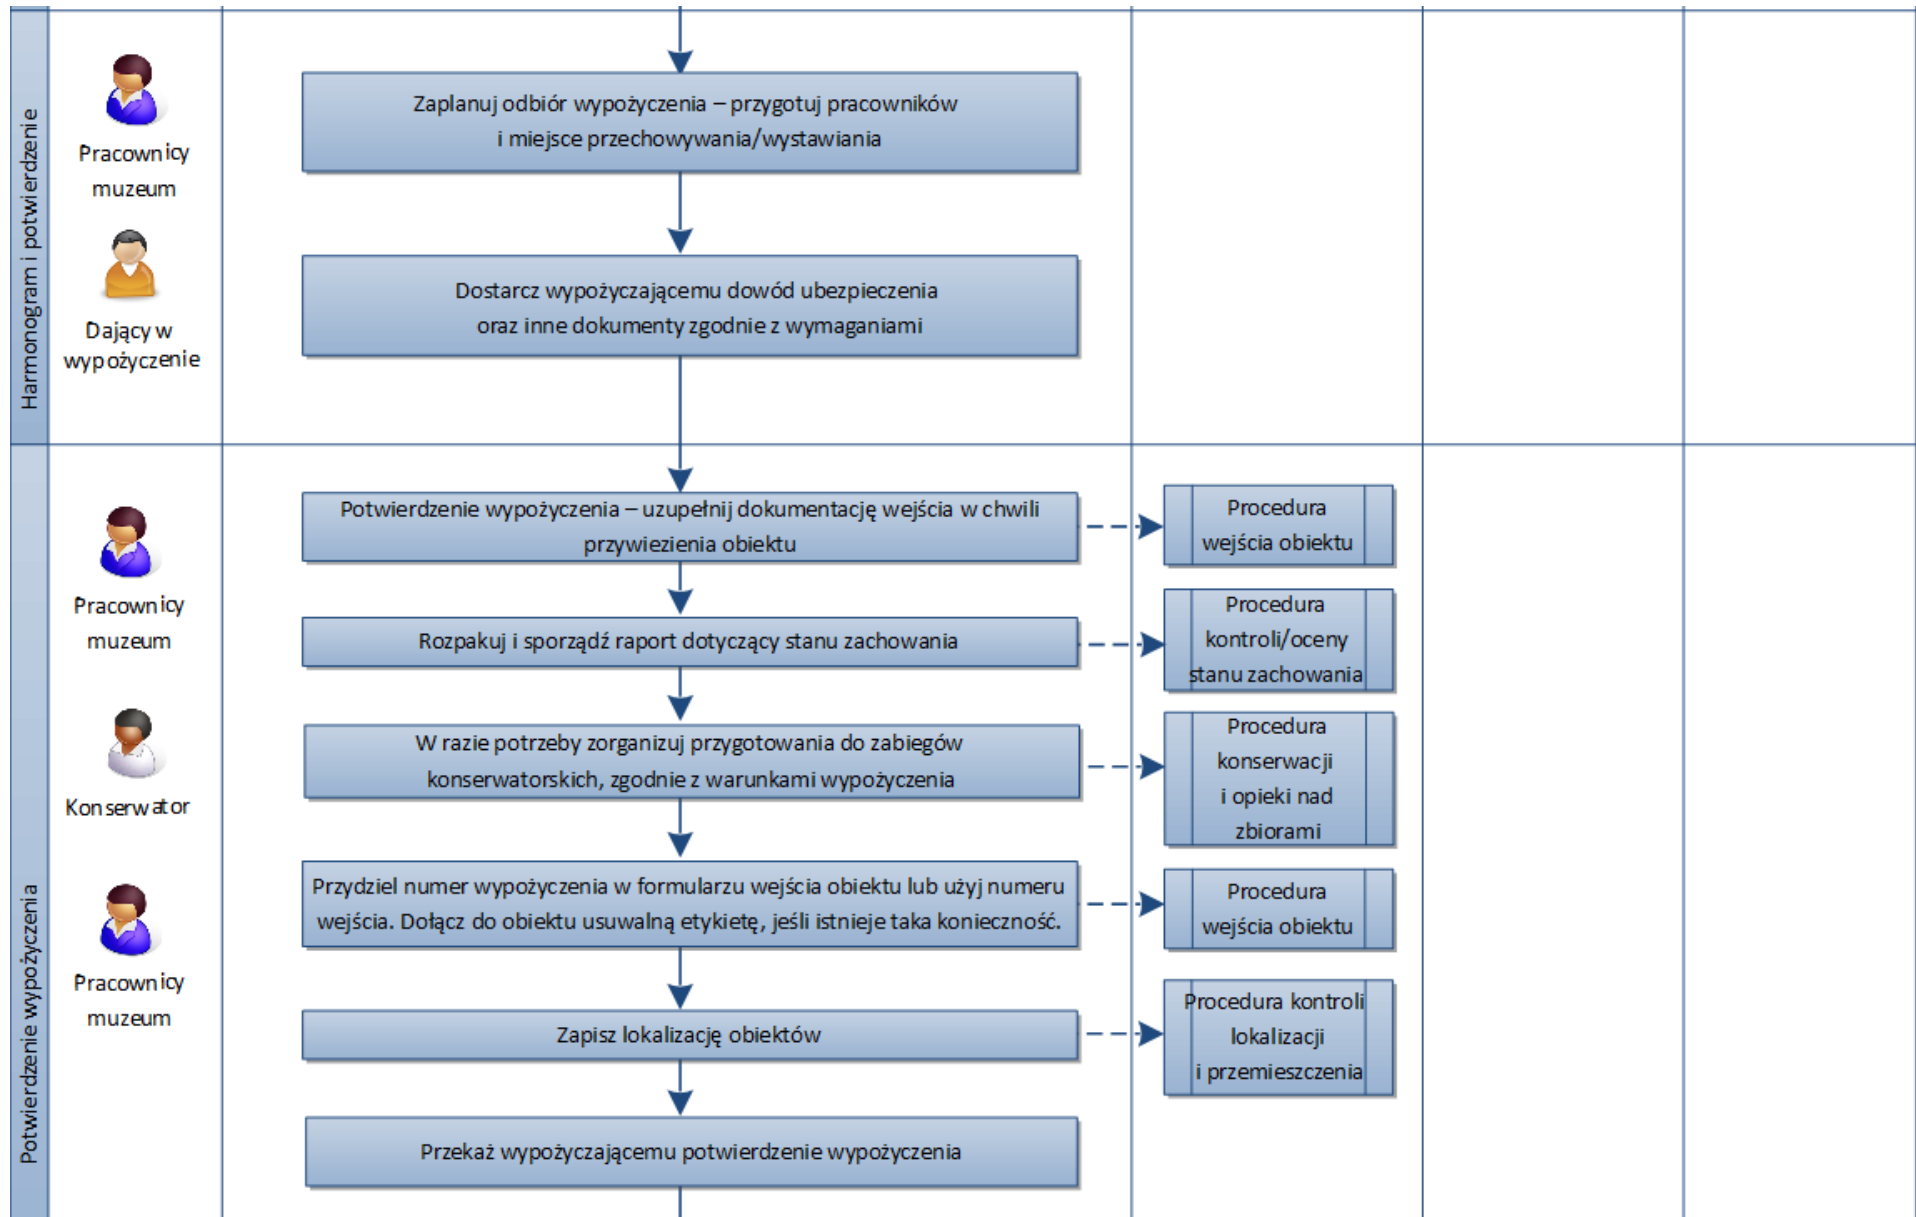 Harmonogram i potwierdzenie
Pracownicy
muzeum
Dający w
wypożyczenie
Zaplanuj odbiór wypożyczenia – przygotuj pracowników
i miejsce przechowywania/wystawiania
Dostarcz wypożyczającemu dowód ubezpieczenia
oraz inne dokumenty zgodnie z wymaganiami
Potwierdzenie wypożyczenia
Pracownicy
muzeum
Konserwator
Pracownicy
muzeum
Potwierdzenie wypożyczenia – uzupełnij dokumentację wejścia w chwili
przywiezienia obiektu
Procedura
wejścia obiektu
Rozpakuj i sporządź raport dotyczący stanu zachowania
Procedura
kontroli/oceny
stanu zachowania
W razie potrzeby zorganizuj przygotowania do zabiegów
konserwatorskich, zgodnie z warunkami wypożyczenia
Procedura
konserwacji
i opieki nad
zbiorami
Przydziel numer wypożyczenia w formularzu wejścia obiektu lub użyj numeru
wejścia. Dołącz do obiektu usuwalną etykietę, jeśli istnieje taka konieczność.
Procedura
wejścia obiektu
Zapisz lokalizację obiektów
Procedura kontroli
lokalizacji
i przemieszczenia
Przekaż wypożyczającemu potwierdzenie wypożyczenia